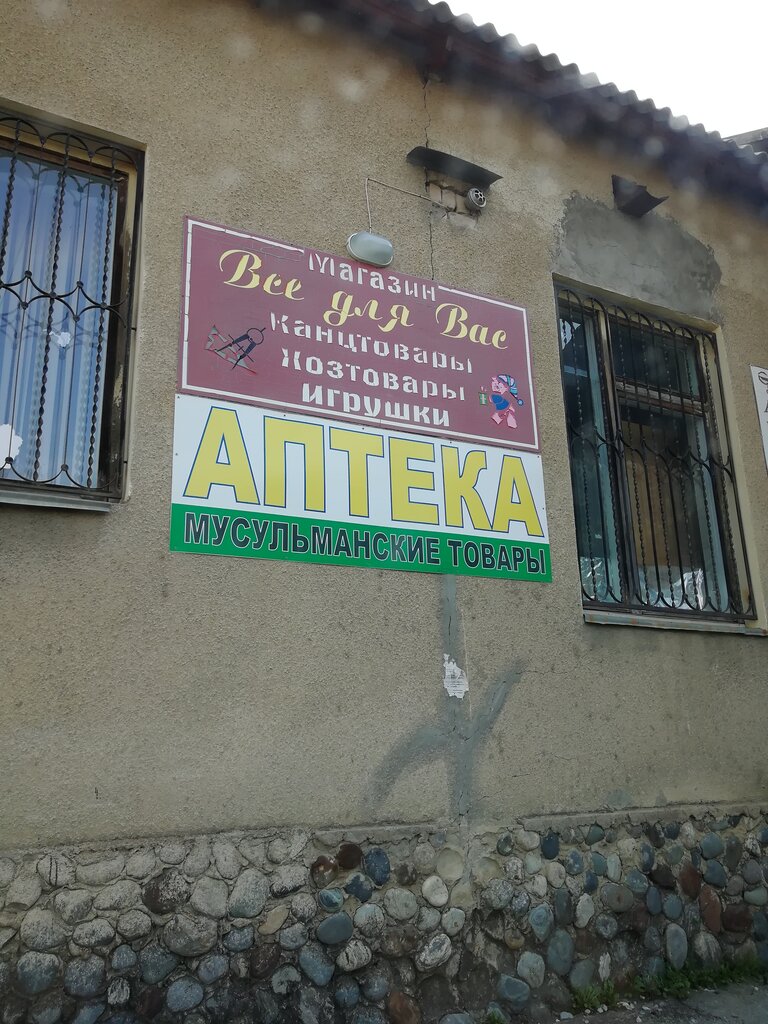 Магазин
Все для Вас
Канцтовары
Хозтовары
игрушки
АПТЕКА
МУСУЛЬМАНСКИЕ ТОВАРЫ